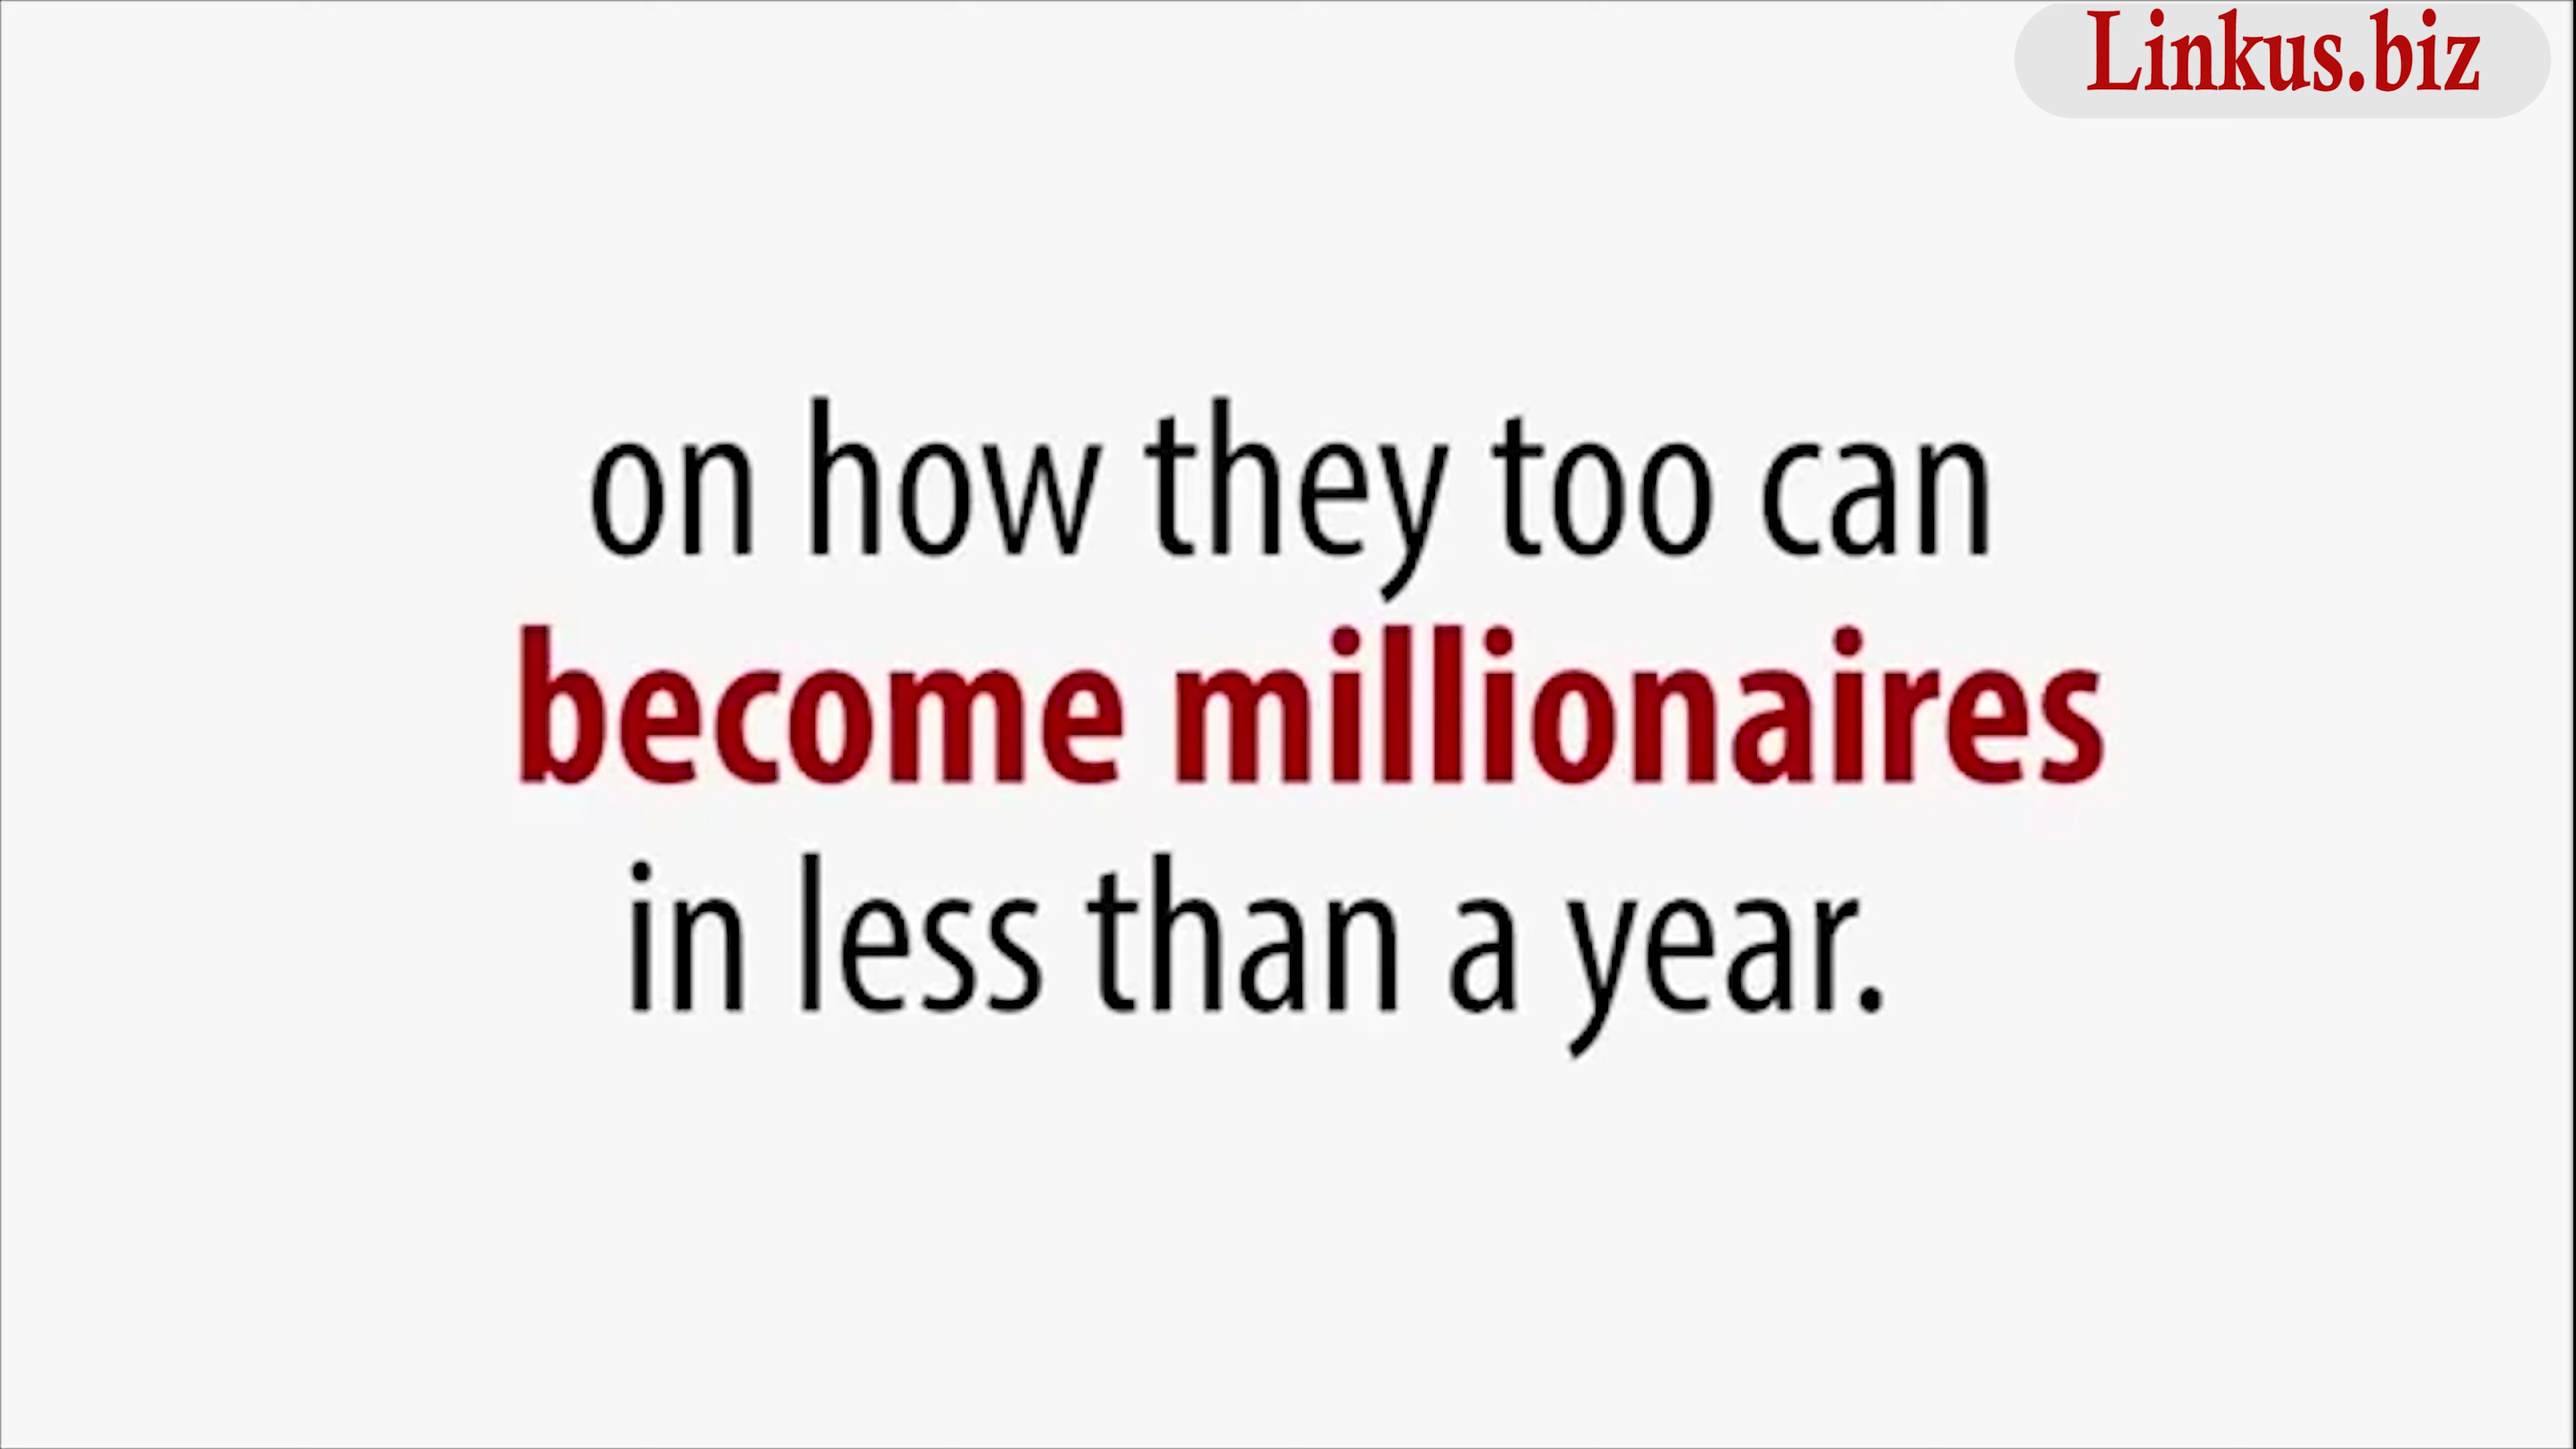 Linkus.biz
on how they too can
become millionaires
in less than a year.